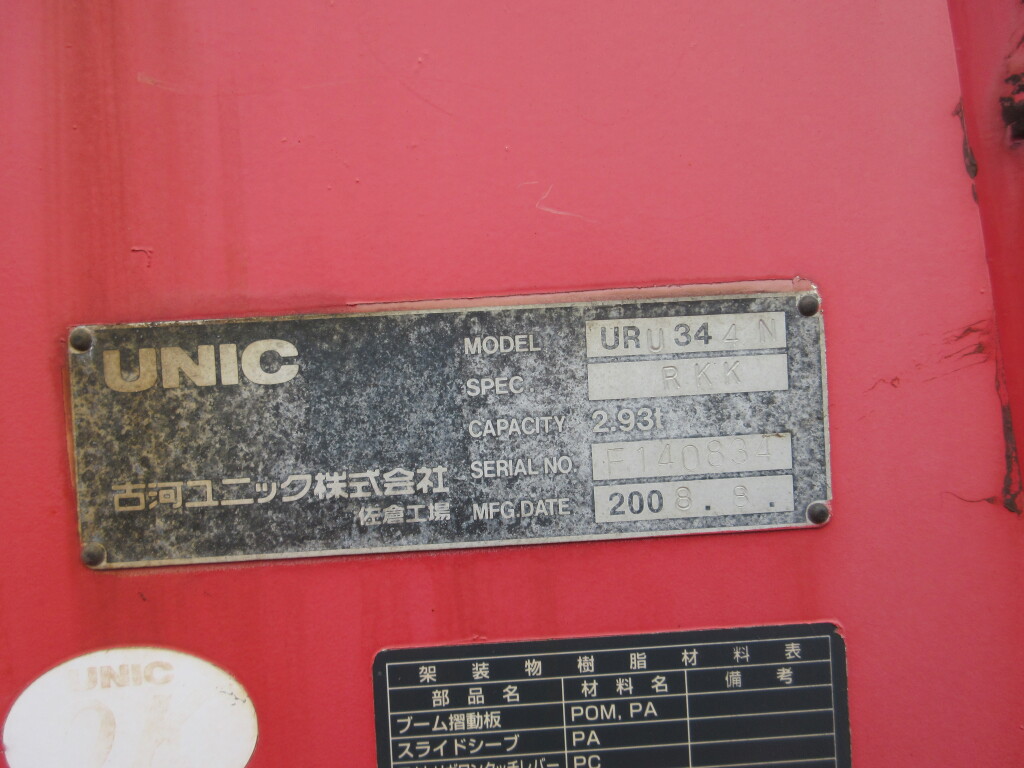 UNIC
MODEL URU344N
SPEC RKK
CAPACITY 2.93t
SERIAL NO. F140834
古河ユニック株式会社
佐倉工場
MFG.DATE 2008.8.
UNIC
架装物樹脂材料表
部品名 材料名 備考
ブーム摺動板 POM, PA
スライドシーブ PA
PC